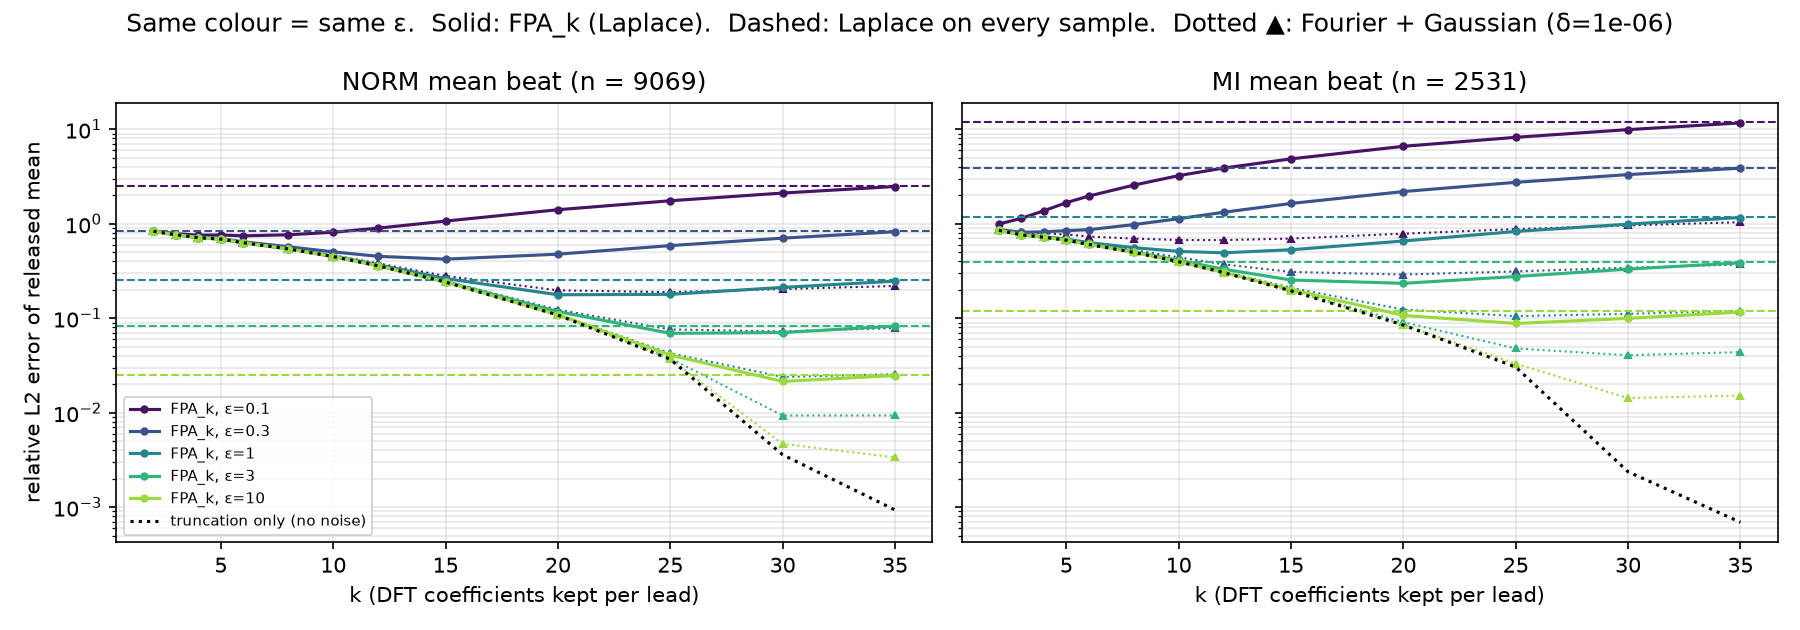 Same colour = same ε.  Solid: FPA_k (Laplace).  Dashed: Laplace on every sample.  Dotted ▲: Fourier + Gaussian (δ=1e-06)
NORM mean beat (n = 9069)
MI mean beat (n = 2531)
relative L2 error of released mean
10¹
10⁰
10⁻¹
10⁻²
10⁻³
FPA_k, ε=0.1
FPA_k, ε=0.3
FPA_k, ε=1
FPA_k, ε=3
FPA_k, ε=10
truncation only (no noise)
5 10 15 20 25 30 35
5 10 15 20 25 30 35
k (DFT coefficients kept per lead)
k (DFT coefficients kept per lead)